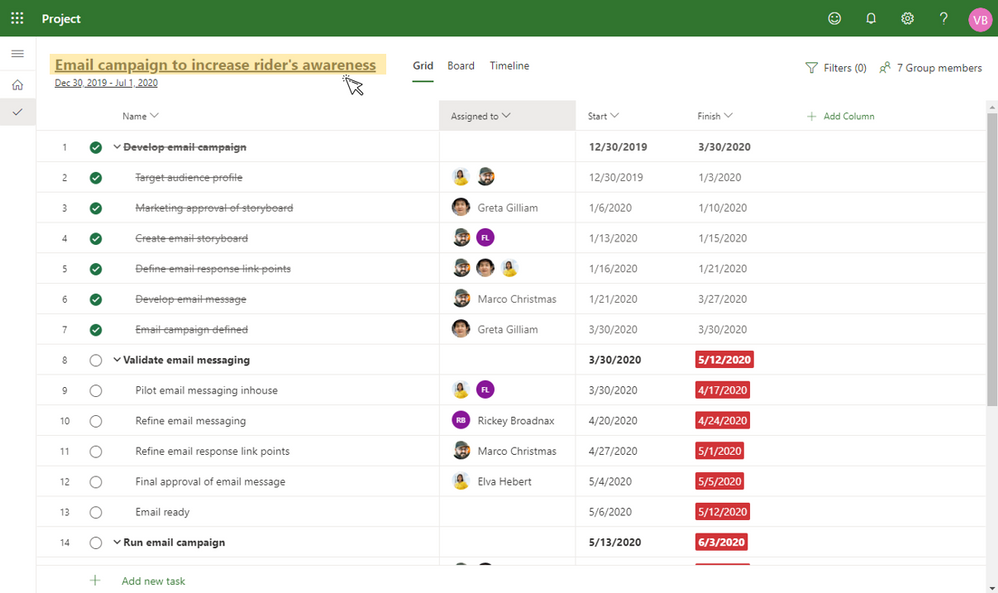 Project
?
VB
Email campaign to increase rider's awareness
Dec 30, 2019 - Jul 1, 2020
Grid Board Timeline
Filters (0) 7 Group members
Name Assigned to Start Finish + Add Column
1 Develop email campaign 12/30/2019 3/30/2020
2 Target audience profile 12/30/2019 1/3/2020
3 Marketing approval of storyboard Greta Gilliam 1/6/2020 1/10/2020
4 Create email storyboard FL 1/13/2020 1/15/2020
5 Define email response link points 1/16/2020 1/21/2020
6 Develop email message Marco Christmas 1/21/2020 3/27/2020
7 Email campaign defined Greta Gilliam 3/30/2020 3/30/2020
8 Validate email messaging 3/30/2020 5/12/2020
9 Pilot email messaging inhouse FL 3/30/2020 4/17/2020
10 Refine email messaging RB Rickey Broadnax 4/20/2020 4/24/2020
11 Refine email response link points Marco Christmas 4/27/2020 5/1/2020
12 Final approval of email message Elva Hebert 5/4/2020 5/5/2020
13 Email ready 5/6/2020 5/12/2020
14 Run email campaign 5/13/2020 6/3/2020
+ Add new task